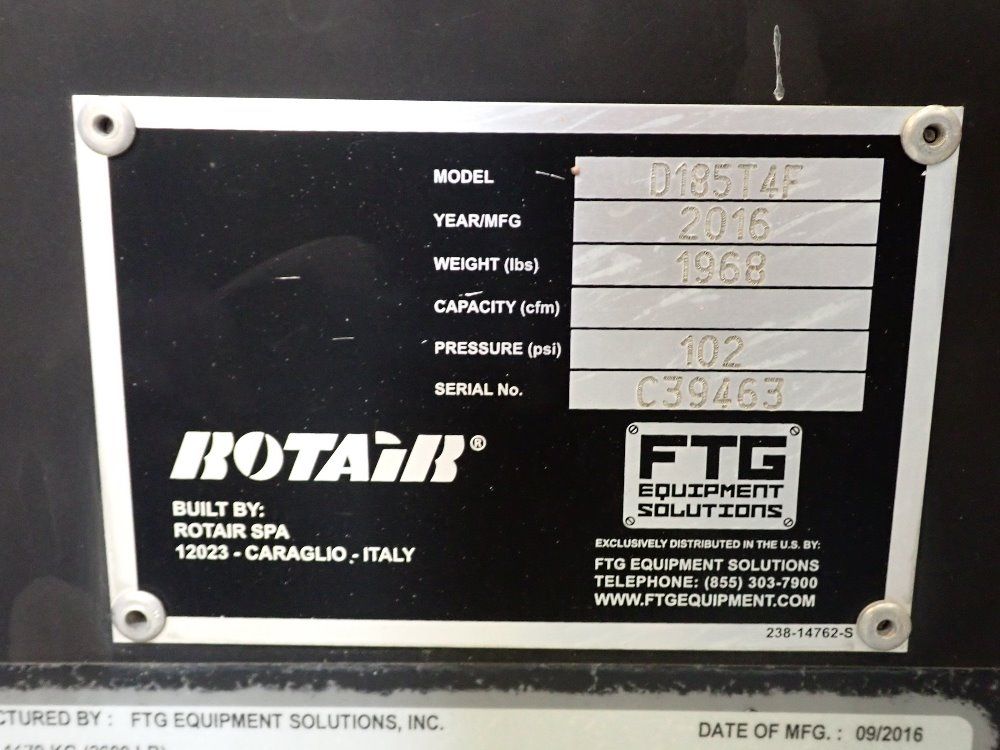 MODEL D185T4F
YEAR/MFG 2016
WEIGHT (lbs) 1968
CAPACITY (cfm)
PRESSURE (psi) 102
SERIAL No. C39463
ROTAIR®
BUILT BY:
ROTAIR SPA
12023 - CARAGLIO - ITALY
FTG
EQUIPMENT
SOLUTIONS
EXCLUSIVELY DISTRIBUTED IN THE U.S. BY:
FTG EQUIPMENT SOLUTIONS
TELEPHONE: (855) 303-7900
WWW.FTGEQUIPMENT.COM
238-14762-S
CTURED BY : FTG EQUIPMENT SOLUTIONS, INC.
DATE OF MFG. : 09/2016